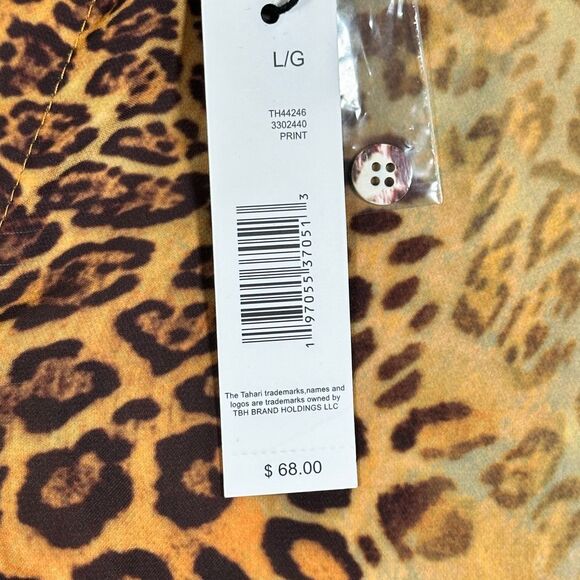 L/G
TH44246
3302440
PRINT
1 97055 37051 3
The Tahari trademarks,names and
logos are trademarks owned by
TBH BRAND HOLDINGS LLC
$ 68.00